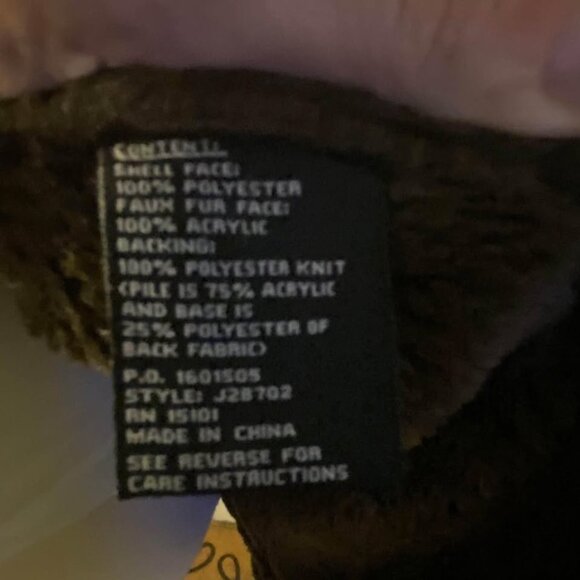 CONTENT:
SHELL FACE:
100% POLYESTER
FAUX FUR FACE:
100% ACRYLIC
BACKING:
100% POLYESTER KNIT
(PILE IS 75% ACRYLIC
AND BASE IS
25% POLYESTER OF
BACK FABRIC)
P.O. 1601505
STYLE: J28702
RN 15101
MADE IN CHINA
SEE REVERSE FOR
CARE INSTRUCTIONS